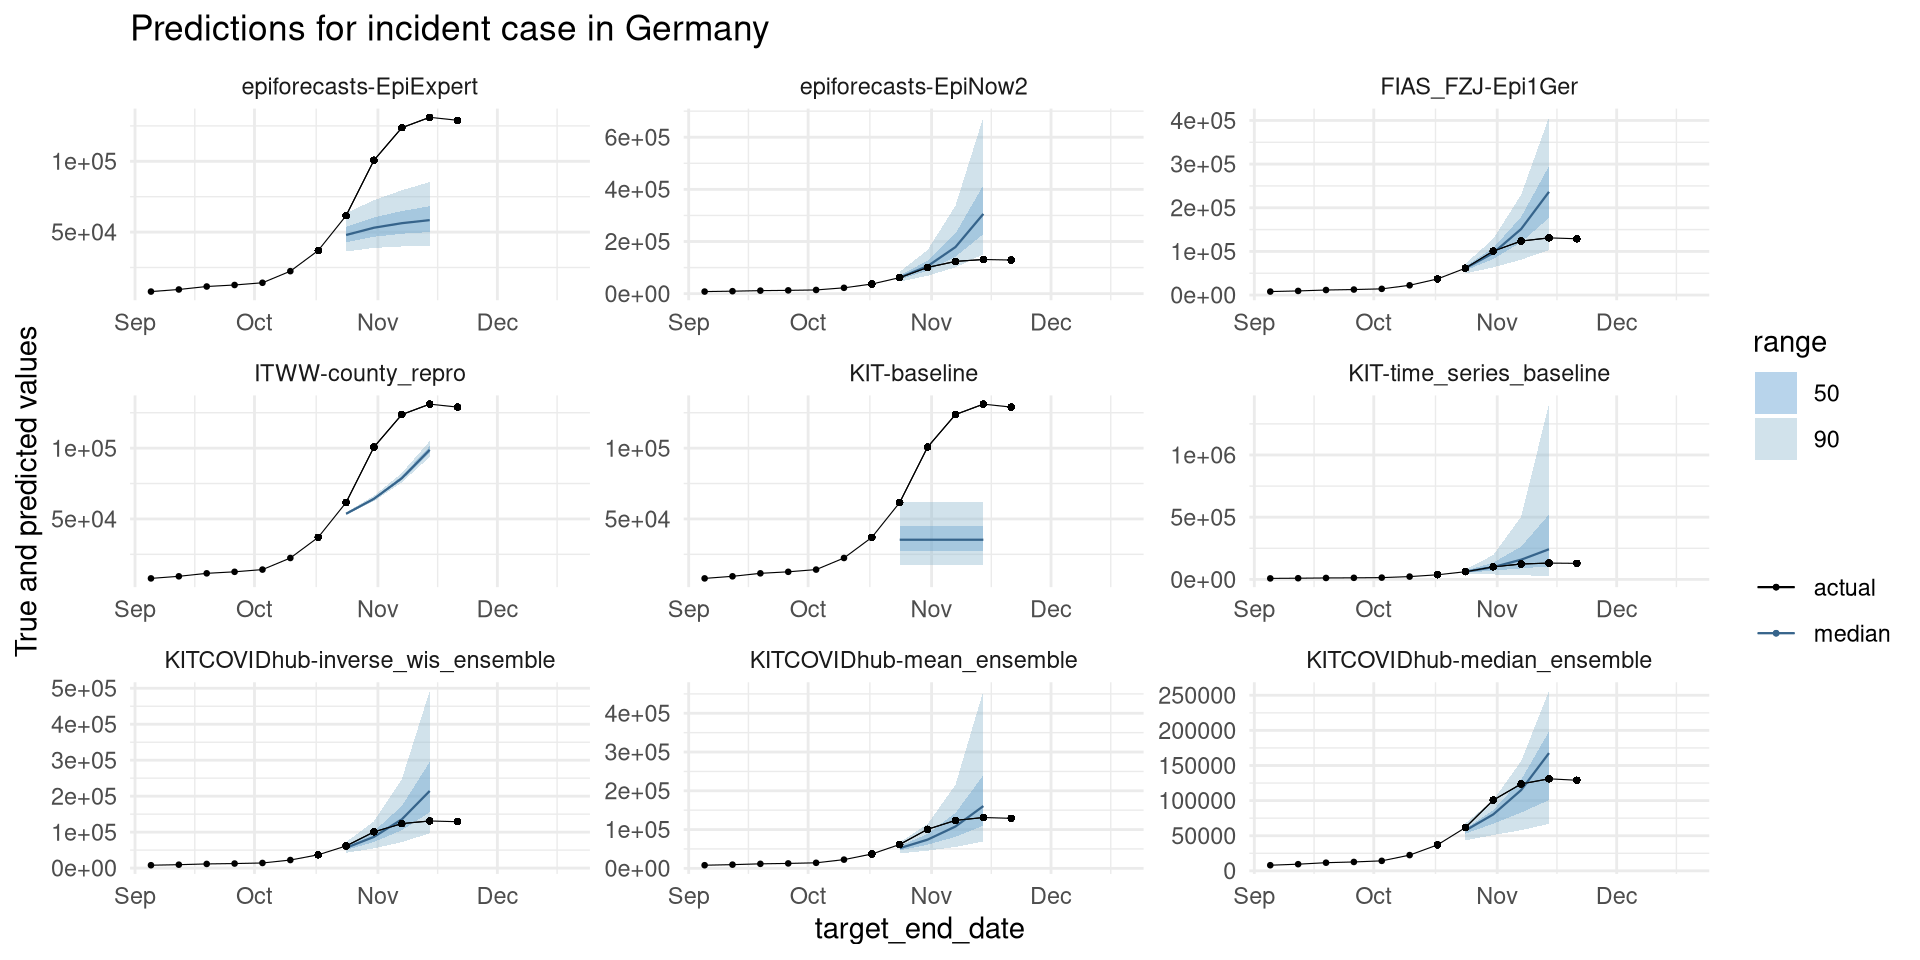 Predictions for incident case in Germany
True and predicted values
epiforecasts-EpiExpert
1e+05
5e+04
Sep Oct Nov Dec
epiforecasts-EpiNow2
6e+05
4e+05
2e+05
0e+00
Sep Oct Nov Dec
FIAS_FZJ-Epi1Ger
4e+05
3e+05
2e+05
1e+05
0e+00
Sep Oct Nov Dec
ITWW-county_repro
1e+05
5e+04
Sep Oct Nov Dec
KIT-baseline
1e+05
5e+04
Sep Oct Nov Dec
KIT-time_series_baseline
1e+06
5e+05
0e+00
Sep Oct Nov Dec
KITCOVIDhub-inverse_wis_ensemble
5e+05
4e+05
3e+05
2e+05
1e+05
0e+00
Sep Oct Nov Dec
KITCOVIDhub-mean_ensemble
4e+05
3e+05
2e+05
1e+05
0e+00
Sep Oct Nov Dec
KITCOVIDhub-median_ensemble
250000
200000
150000
100000
50000
0
Sep Oct Nov Dec
target_end_date
range
50
90
actual
median